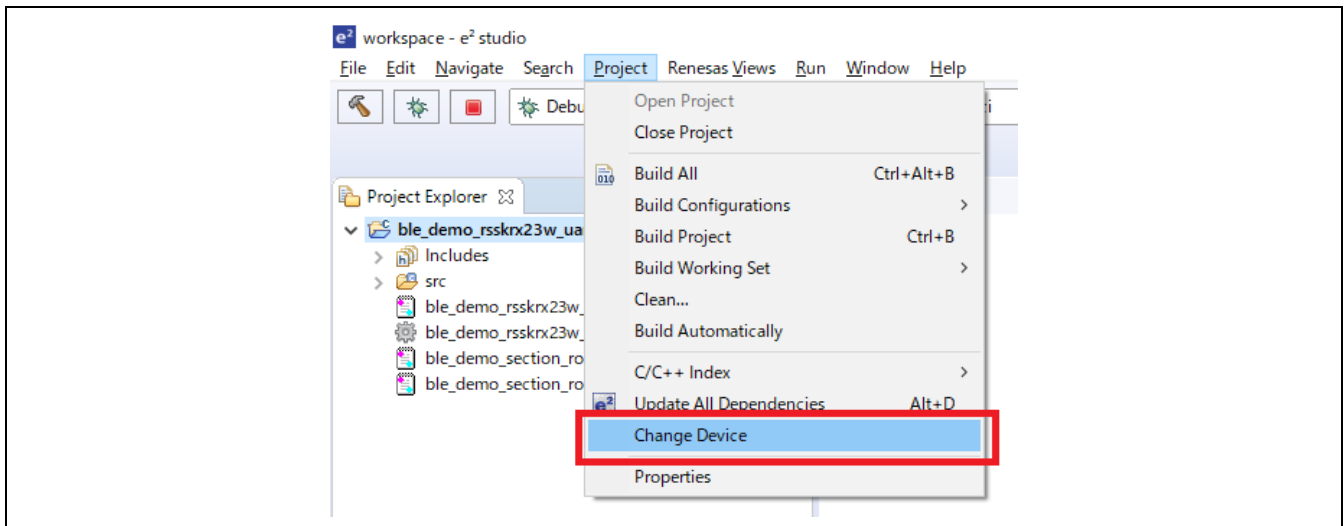 e² workspace - e² studio
File Edit Navigate Search Project Renesas Views Run Window Help
Debu
Open Project
Close Project
010 Build All Ctrl+Alt+B
Build Configurations >
Build Project Ctrl+B
Build Working Set >
Clean...
Build Automatically
C/C++ Index >
e² Update All Dependencies Alt+D
Change Device
Properties
Project Explorer
ble_demo_rsskrx23w_ua
Includes
src
ble_demo_rsskrx23w_
ble_demo_rsskrx23w_
ble_demo_section_ro
ble_demo_section_ro